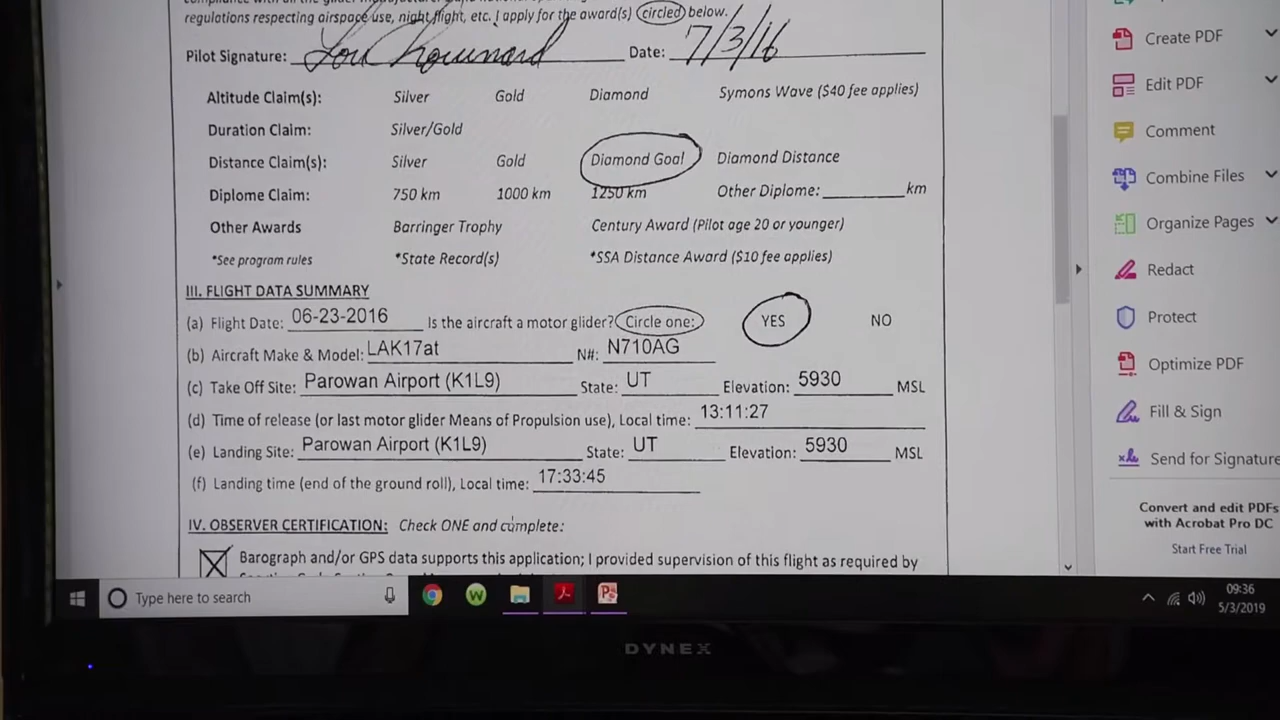 regulations respecting airspace use, night flight, etc. I apply for the award(s) circled below.
Pilot Signature: Lou Chouinard Date: 7/3/16
Altitude Claim(s): Silver Gold Diamond Symons Wave ($40 fee applies)
Duration Claim: Silver/Gold
Distance Claim(s): Silver Gold Diamond Goal Diamond Distance
Diplome Claim: 750 km 1000 km 1250 km Other Diplome: km
Other Awards Barringer Trophy Century Award (Pilot age 20 or younger)
*See program rules *State Record(s) *SSA Distance Award ($10 fee applies)
III. FLIGHT DATA SUMMARY
(a) Flight Date: 06-23-2016 Is the aircraft a motor glider? Circle one: YES NO
(b) Aircraft Make & Model: LAK17at N#: N710AG
(c) Take Off Site: Parowan Airport (K1L9) State: UT Elevation: 5930 MSL
(d) Time of release (or last motor glider Means of Propulsion use), Local time: 13:11:27
(e) Landing Site: Parowan Airport (K1L9) State: UT Elevation: 5930 MSL
(f) Landing time (end of the ground roll), Local time: 17:33:45
IV. OBSERVER CERTIFICATION: Check ONE and complete:
Barograph and/or GPS data supports this application; I provided supervision of this flight as required by
Create PDF
Edit PDF
Comment
Combine Files
Organize Pages
Redact
Protect
Optimize PDF
Fill & Sign
Send for Signature
Convert and edit PDFs
with Acrobat Pro DC
Start Free Trial
Type here to search
09:36
5/3/2019
DYNEX